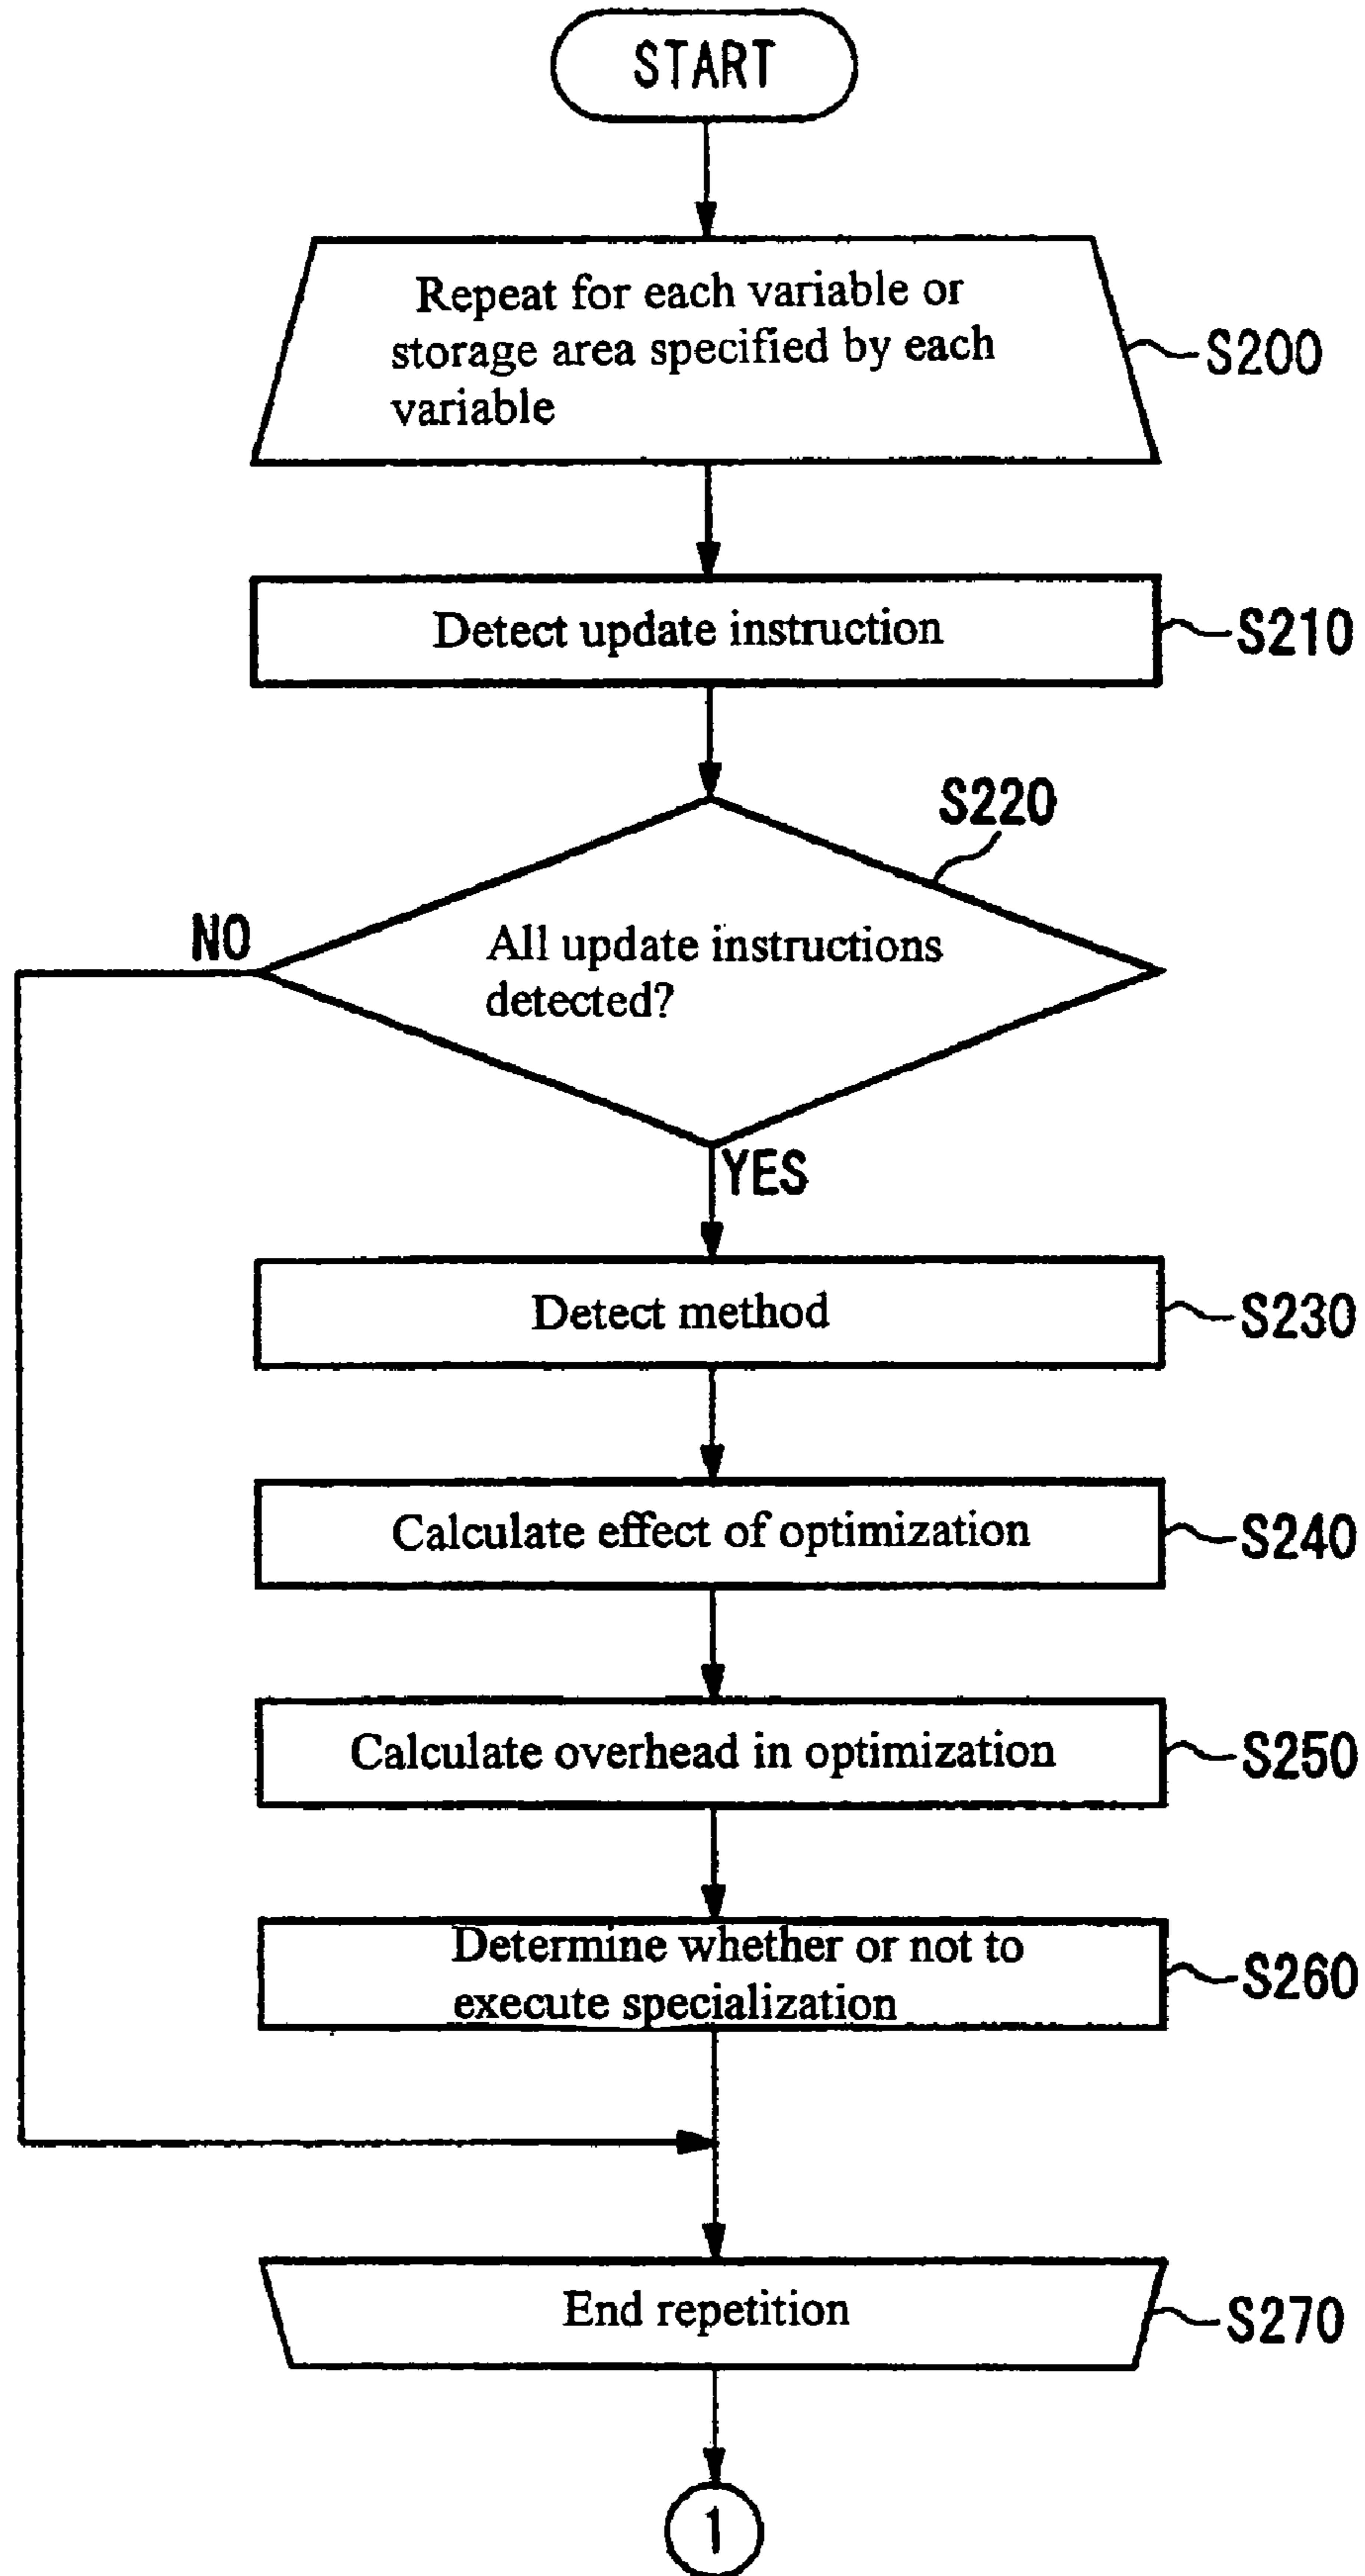 START
Repeat for each variable or
storage area specified by each
variable
S200
Detect update instruction
S210
S220
NO
All update instructions
detected?
YES
Detect method
S230
Calculate effect of optimization
S240
Calculate overhead in optimization
S250
Determine whether or not to
execute specialization
S260
End repetition
S270
1